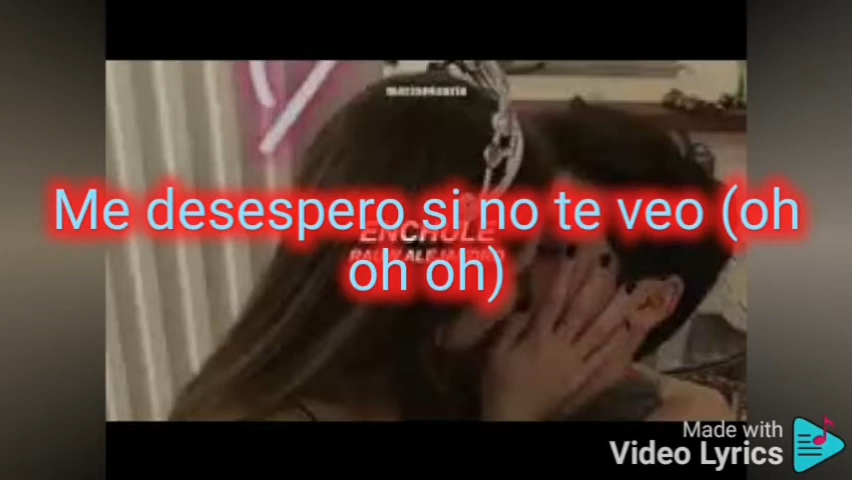 Me desespero si no te veo (oh
oh oh)
ENCHULE
Made with
Video Lyrics